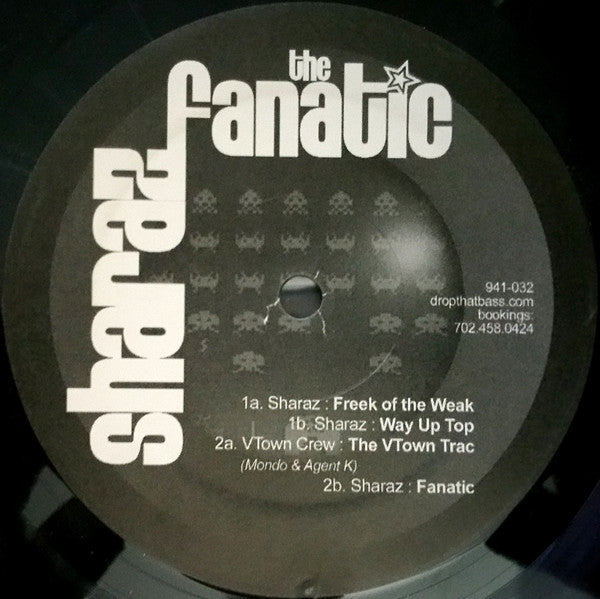 the
fanatic
sharaz
941-032
dropthatbass.com
bookings:
702.458.0424
1a. Sharaz : Freek of the Weak
1b. Sharaz : Way Up Top
2a. VTown Crew : The VTown Trac
(Mondo & Agent K)
2b. Sharaz : Fanatic